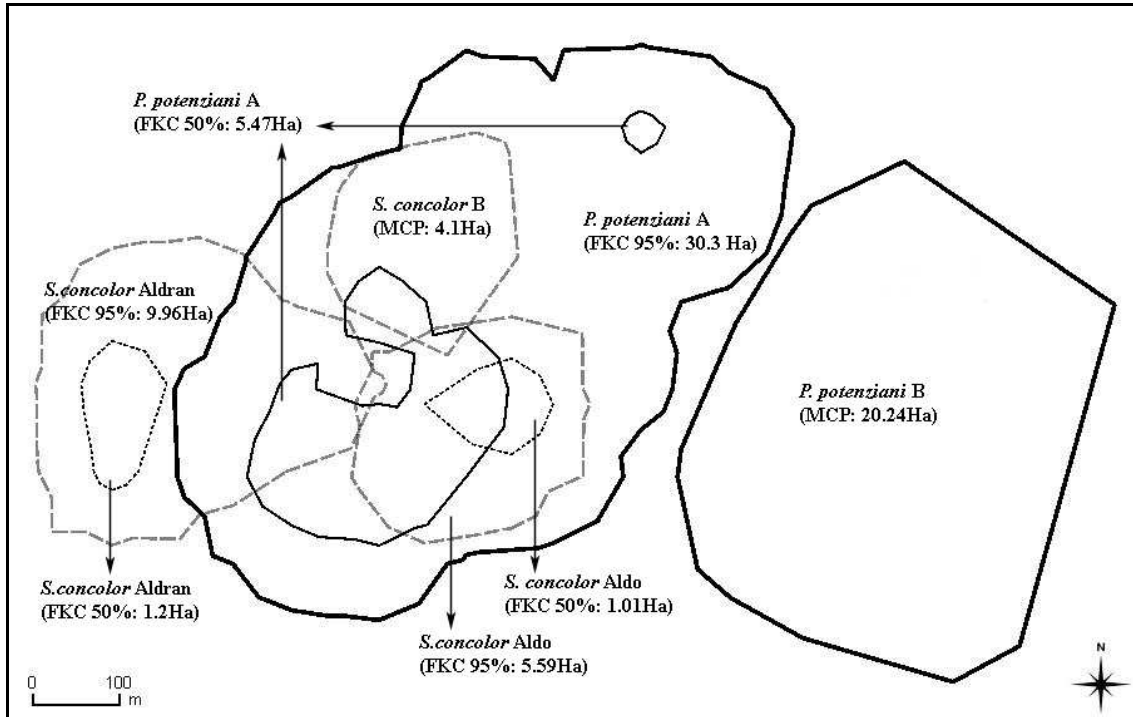 P. potenziani A
(FKC 50%: 5.47Ha)
S. concolor B
(MCP: 4.1Ha)
P. potenziani A
(FKC 95%: 30.3 Ha)
S.concolor Aldran
(FKC 95%: 9.96Ha)
P. potenziani B
(MCP: 20.24Ha)
S.concolor Aldran
(FKC 50%: 1.2Ha)
S. concolor Aldo
(FKC 50%: 1.01Ha)
S.concolor Aldo
(FKC 95%: 5.59Ha)
0 100
m
N